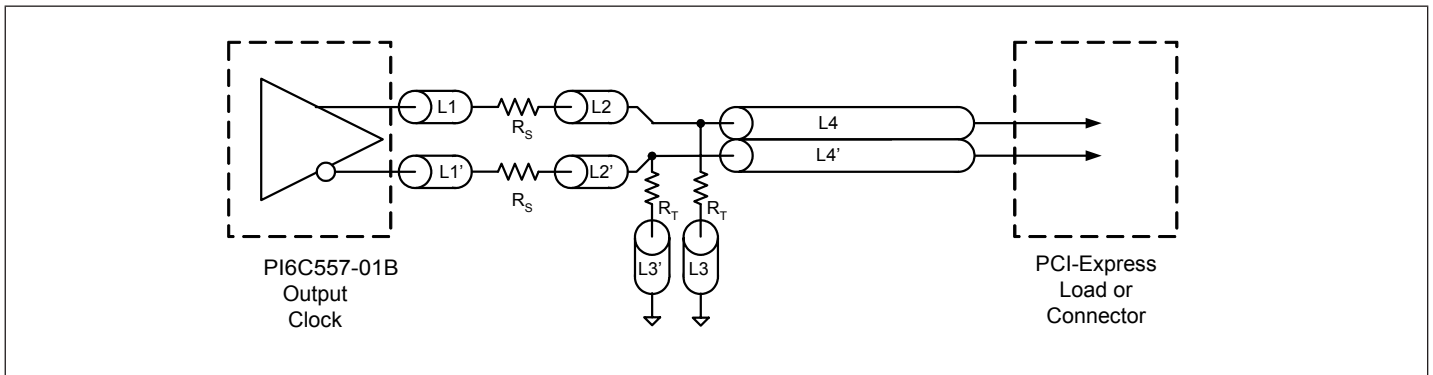 L1
L2
L4
R_S
L1’
L2’
L4’
R_S
R_T
R_T
L3’
L3
PI6C557-01B
Output
Clock
PCI-Express
Load or
Connector